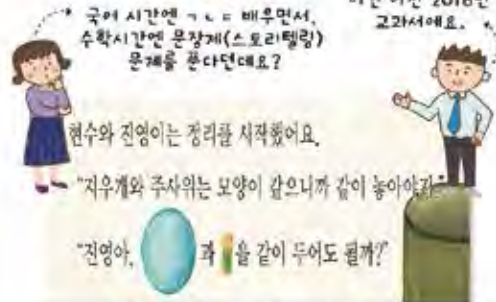 국어 시간엔 ㄱㄴㄷ 배우면서,
수학시간엔 문장제(스토리텔링)
문제를 푼다던데요?
교과서예요.
현수와 진영이는 정리를 시작했어요.
"지우개와 주사위는 모양이 같으니까 같이 놓아야지."
"진영아, 과 을 같이 두어도 될까?"